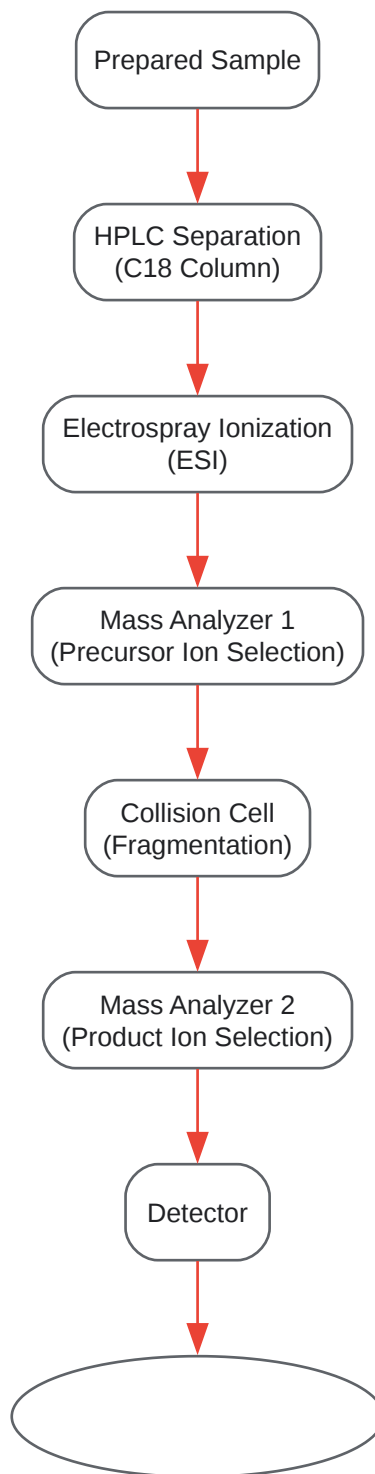 Prepared Sample
HPLC Separation
(C18 Column)
Electrospray Ionization
(ESI)
Mass Analyzer 1
(Precursor Ion Selection)
Collision Cell
(Fragmentation)
Mass Analyzer 2
(Product Ion Selection)
Detector